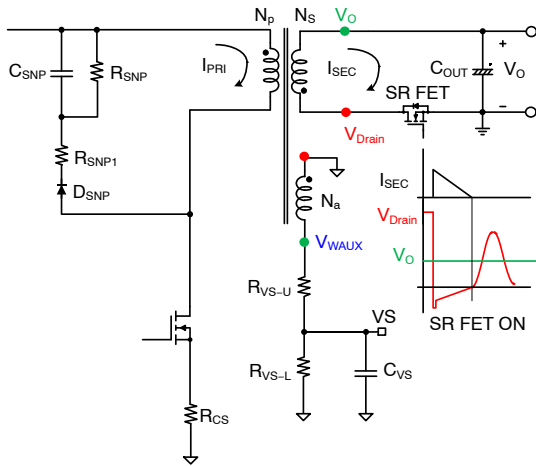 Np NS VO
CSNP RSNP IPRI ISEC COUT + VO −
SR FET
VDrain
RSNP1
DSNP
Na
VWAUX
ISEC
VDrain
VO
SR FET ON
RVS−U
VS
RVS−L CVS
RCS